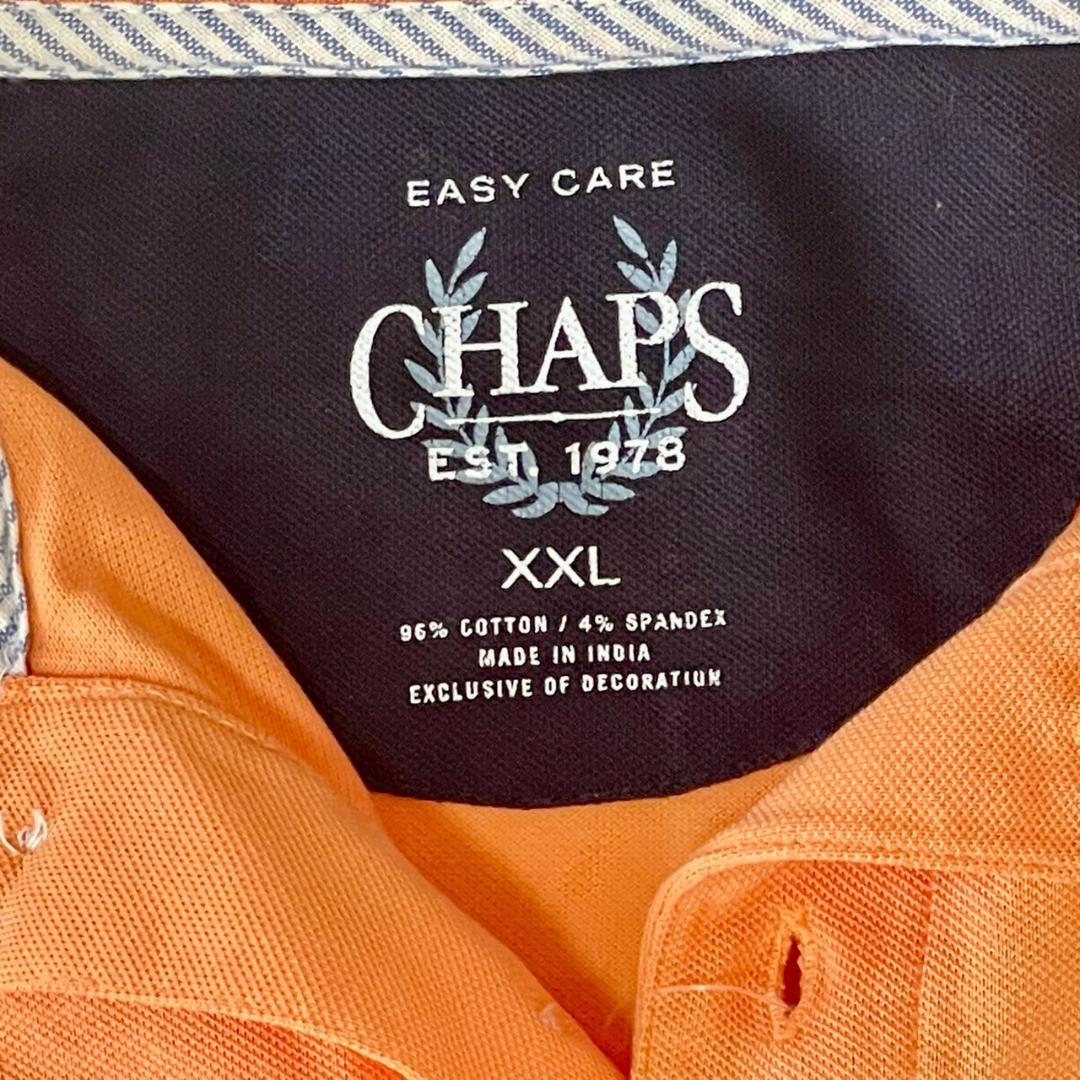 EASY CARE
CHAPS
EST. 1978
XXL
96% COTTON / 4% SPANDEX
MADE IN INDIA
EXCLUSIVE OF DECORATION